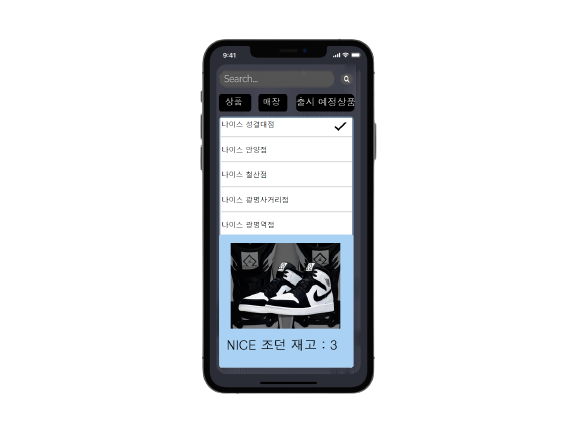 9:41
Search...
상품 매장 출시 예정상품
나이스 성결대점
나이스 안양점
나이스 철산점
나이스 광명사거리점
나이스 광명역점
NICE 조던 재고 : 3